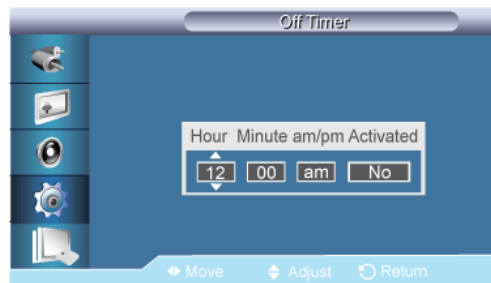 Off Timer
Hour Minute am/pm Activated
12 00 am No
Move Adjust Return